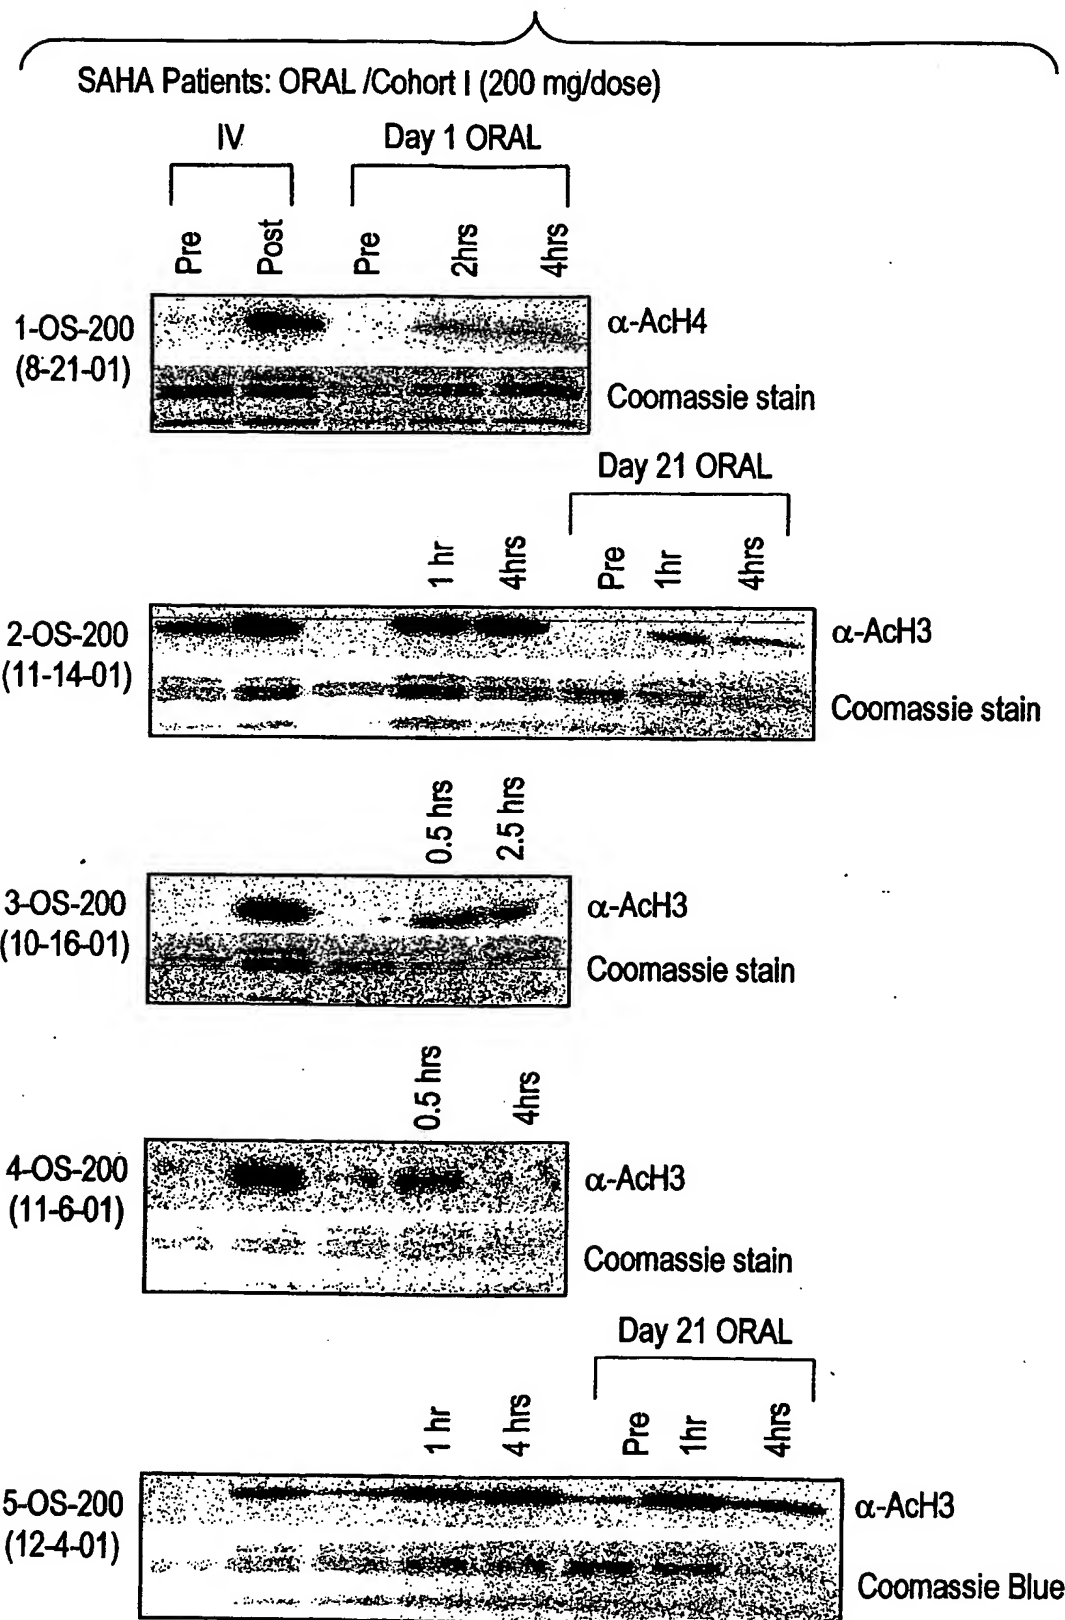 SAHA Patients: ORAL /Cohort I (200 mg/dose)
IV Day 1 ORAL
Pre Post Pre 2hrs 4hrs
1-OS-200
(8-21-01)
α-AcH4
Coomassie stain
Day 21 ORAL
1 hr 4hrs Pre 1hr 4hrs
2-OS-200
(11-14-01)
α-AcH3
Coomassie stain
0.5 hrs 2.5 hrs
3-OS-200
(10-16-01)
α-AcH3
Coomassie stain
0.5 hrs 4hrs
4-OS-200
(11-6-01)
α-AcH3
Coomassie stain
Day 21 ORAL
1 hr 4 hrs Pre 1hr 4hrs
5-OS-200
(12-4-01)
α-AcH3
Coomassie Blue